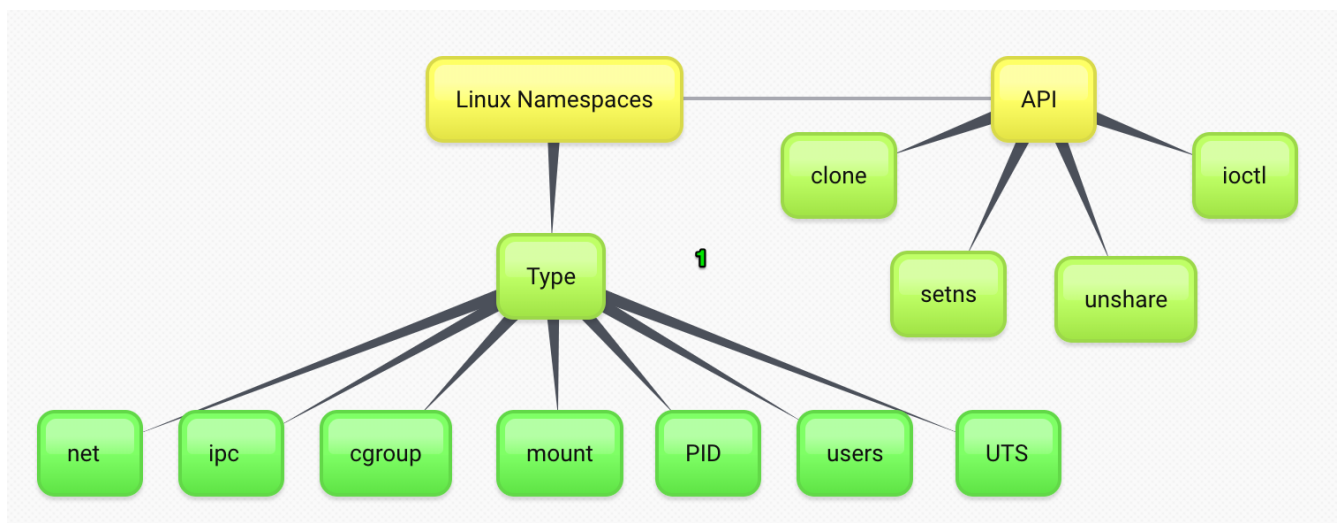 Linux Namespaces
API
clone
ioctl
Type
1
setns
unshare
net
ipc
cgroup
mount
PID
users
UTS